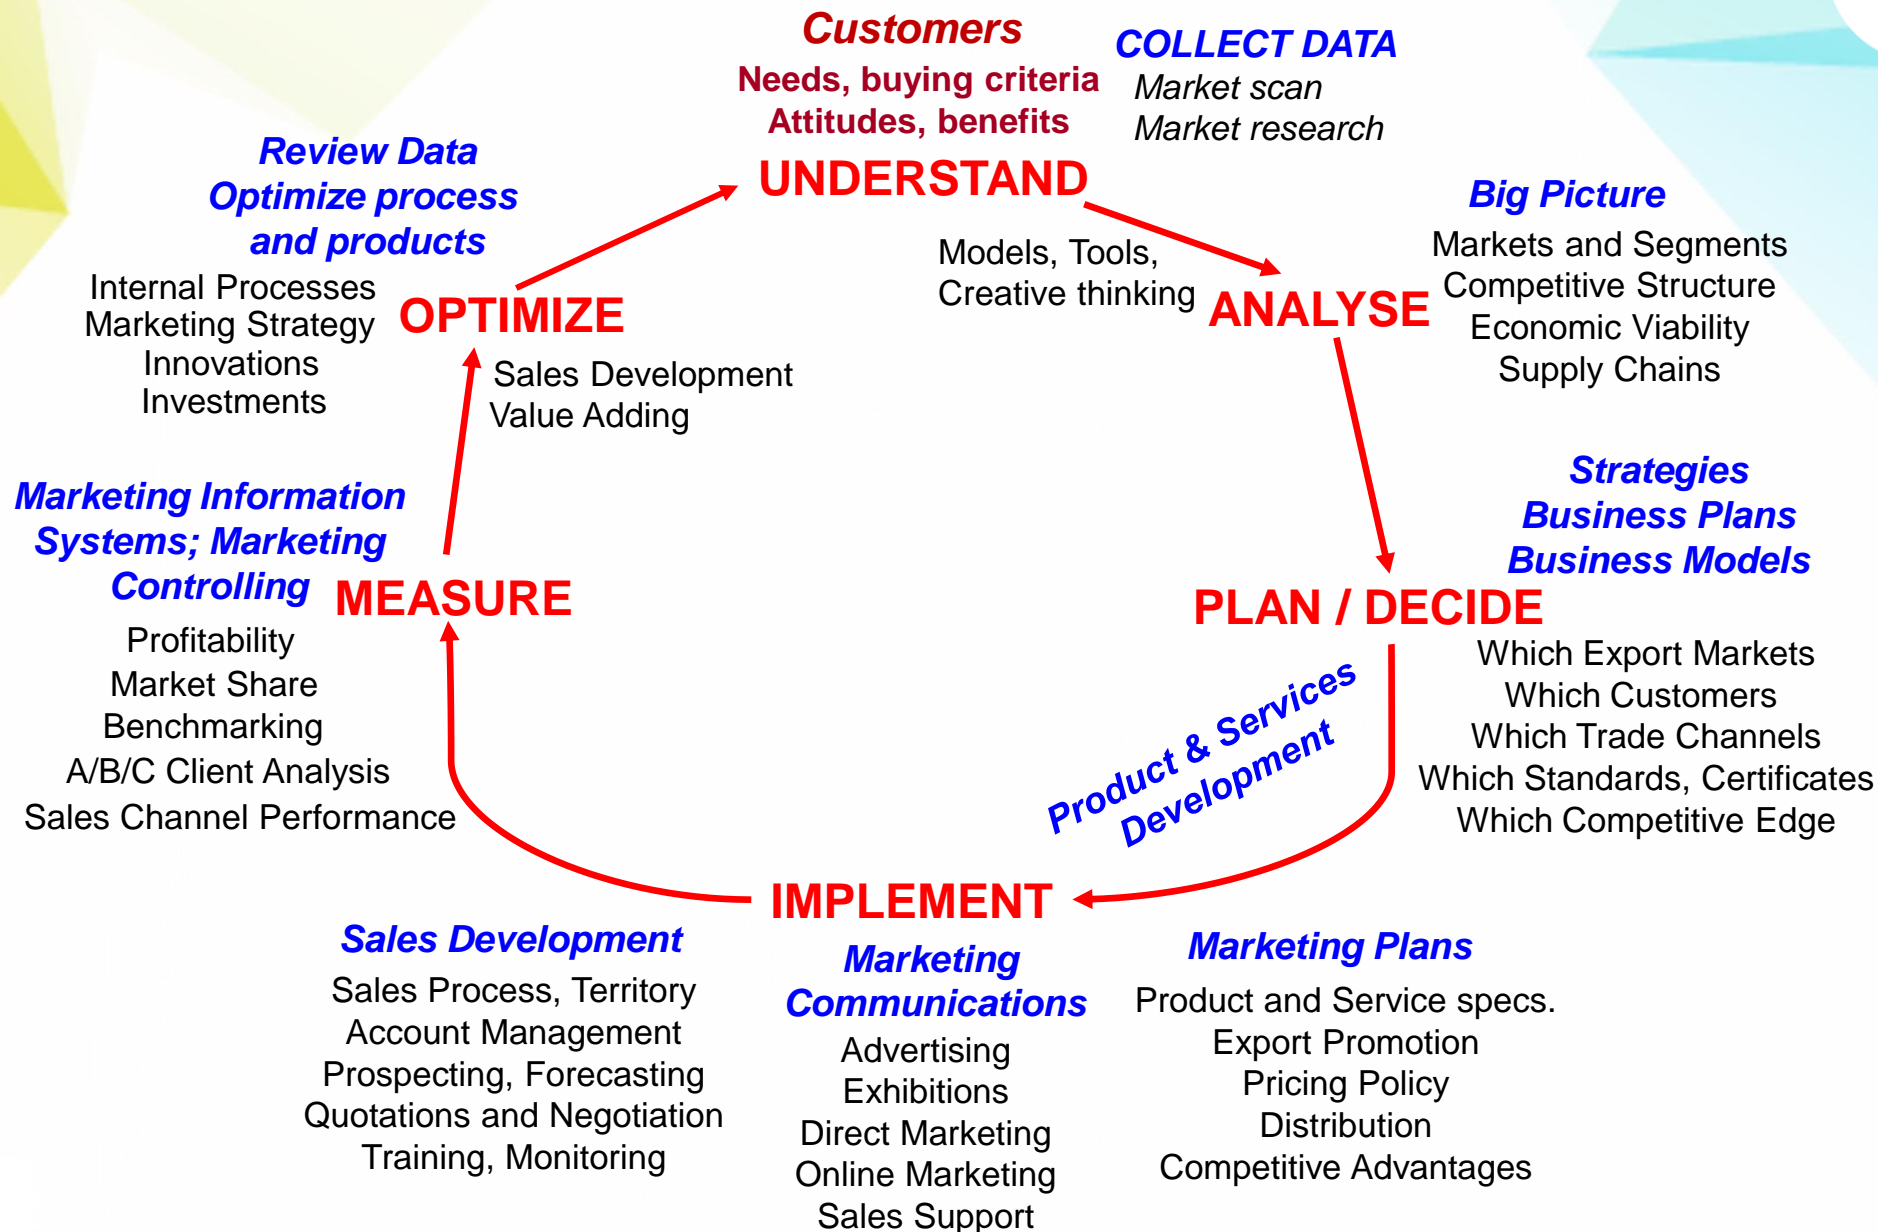 Customers
Needs, buying criteria
Attitudes, benefits
UNDERSTAND
COLLECT DATA
Market scan
Market research
Models, Tools,
Creative thinking
ANALYSE
Big Picture
Markets and Segments
Competitive Structure
Economic Viability
Supply Chains
Strategies
Business Plans
Business Models
PLAN / DECIDE
Which Export Markets
Which Customers
Which Trade Channels
Which Standards, Certificates
Which Competitive Edge
Product & Services
Development
IMPLEMENT
Marketing Plans
Product and Service specs.
Export Promotion
Pricing Policy
Distribution
Competitive Advantages
Marketing
Communications
Advertising
Exhibitions
Direct Marketing
Online Marketing
Sales Support
Sales Development
Sales Process, Territory
Account Management
Prospecting, Forecasting
Quotations and Negotiation
Training, Monitoring
Marketing Information
Systems; Marketing
Controlling
MEASURE
Profitability
Market Share
Benchmarking
A/B/C Client Analysis
Sales Channel Performance
Review Data
Optimize process
and products
OPTIMIZE
Internal Processes
Marketing Strategy
Innovations
Investments
Sales Development
Value Adding